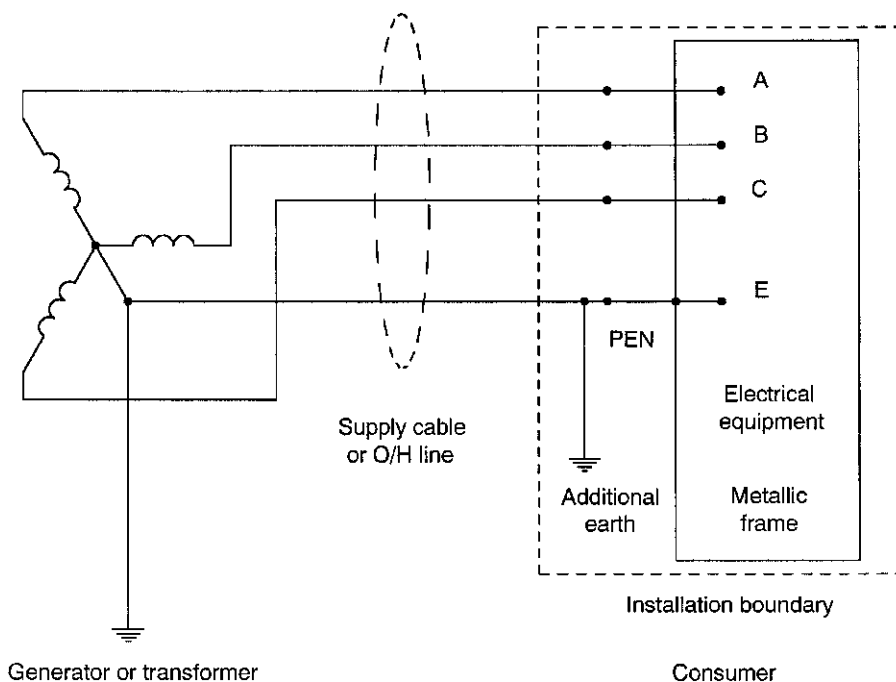 A
B
C
E
PEN
Electrical
equipment
Supply cable
or O/H line
Additional
earth
Metallic
frame
Installation boundary
Generator or transformer
Consumer